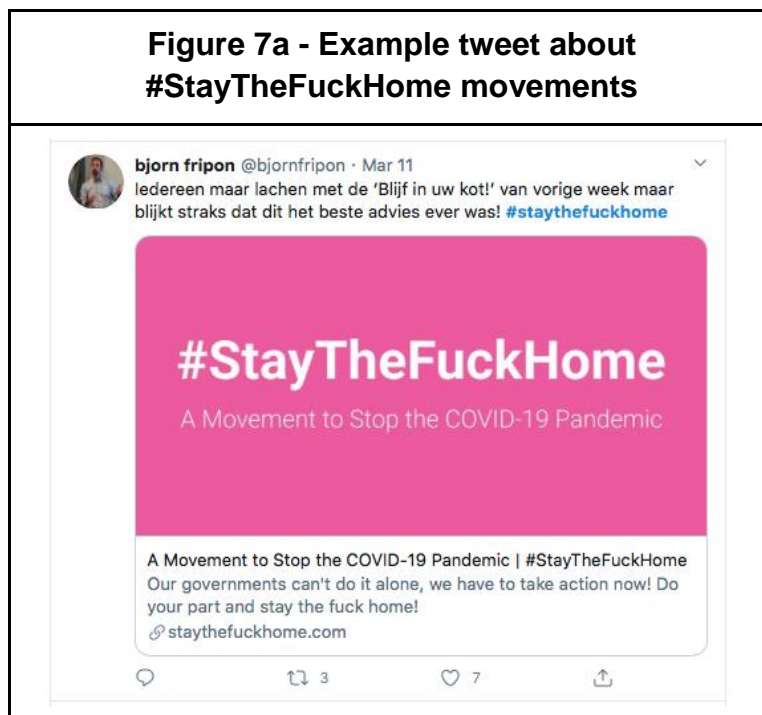 Figure 7a - Example tweet about
#StayTheFuckHome movements
bjorn fripon @bjornfripon · Mar 11
Iedereen maar lachen met de ‘Blijf in uw kot!’ van vorige week maar
blijkt straks dat dit het beste advies ever was! #staythefuckhome
#StayTheFuckHome
A Movement to Stop the COVID-19 Pandemic
A Movement to Stop the COVID-19 Pandemic | #StayTheFuckHome
Our governments can't do it alone, we have to take action now! Do
your part and stay the fuck home!
staythefuckhome.com
3 7